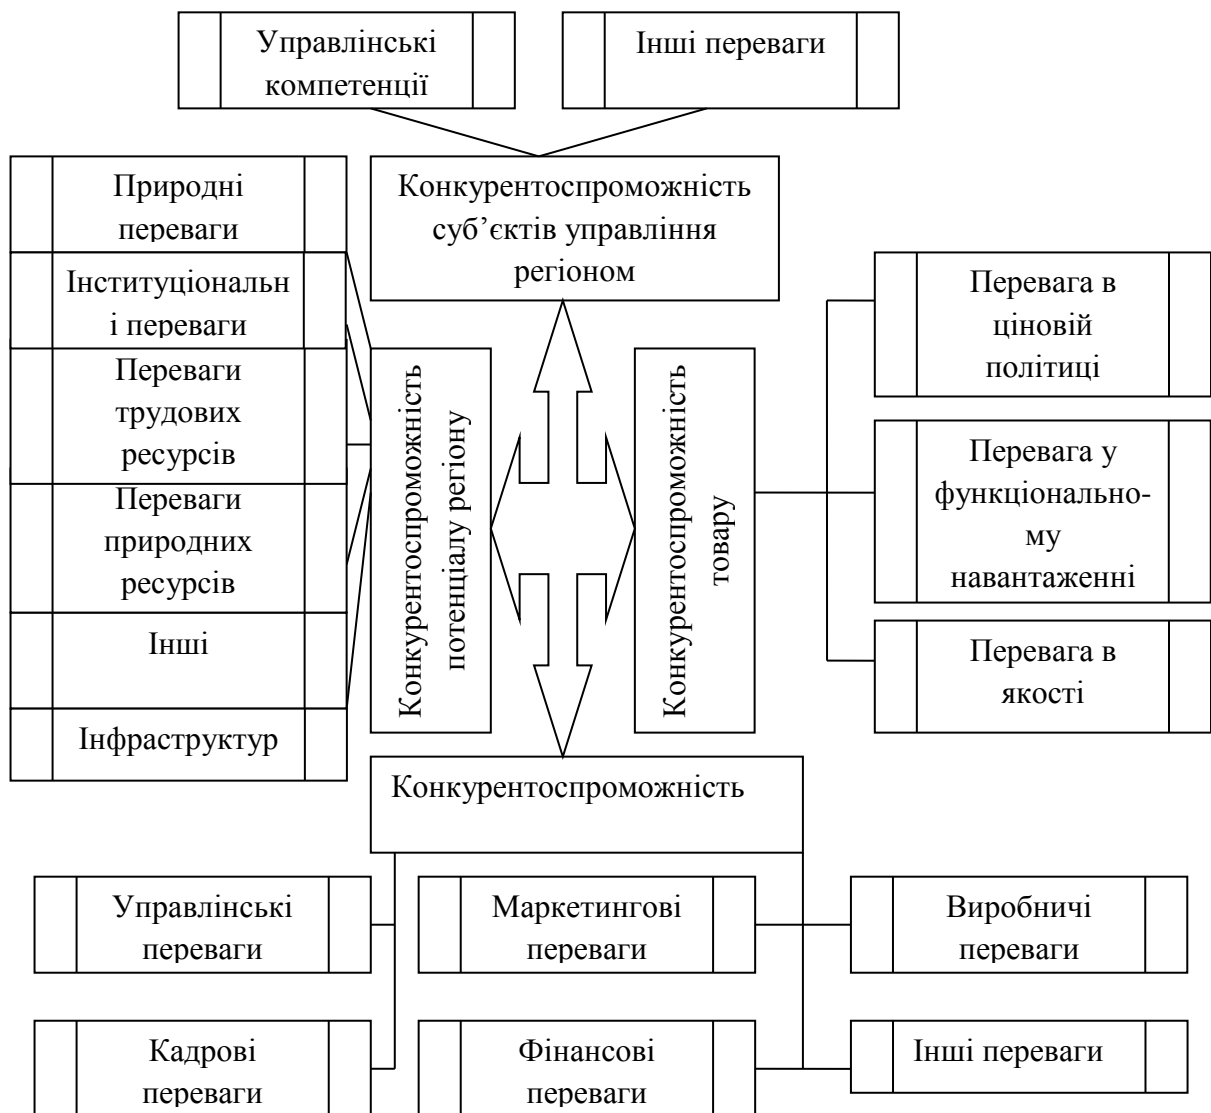 Управлінські
компетенції
Інші переваги
Природні
переваги
Конкурентоспроможність
суб’єктів управління
регіоном
Інституціональн
і переваги
Переваги
трудових
ресурсів
Переваги
природних
ресурсів
Інші
Інфраструктур
Конкурентоспроможність
потенціалу регіону
Конкурентоспроможність
товару
Перевага в
ціновій
політиці
Перевага у
функціонально-
му
навантаженні
Перевага в
якості
Конкурентоспроможність
Управлінські
переваги
Маркетингові
переваги
Виробничі
переваги
Кадрові
переваги
Фінансові
переваги
Інші переваги